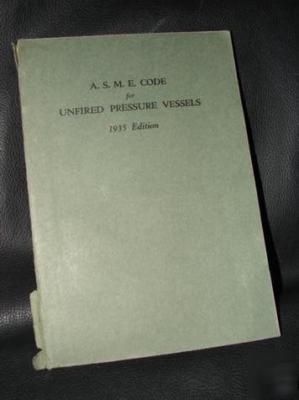 A. S. M. E. CODE
for
UNFIRED PRESSURE VESSELS
1935 Edition